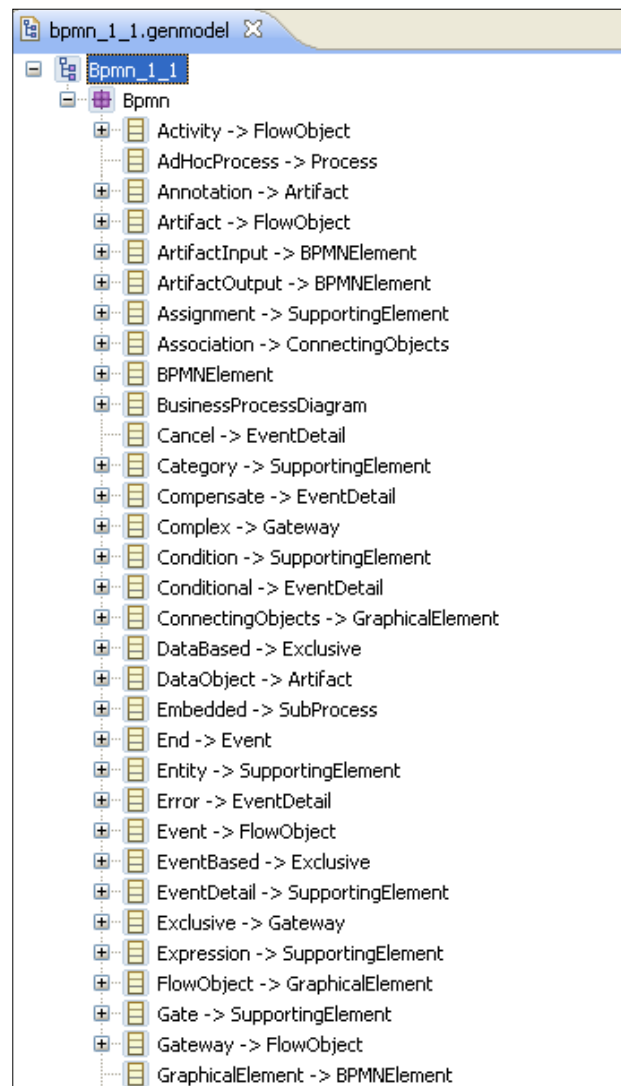 bpmn_1_1.genmodel
Bpmn_1_1
Bpmn
Activity -> FlowObject
AdHocProcess -> Process
Annotation -> Artifact
Artifact -> FlowObject
ArtifactInput -> BPMNElement
ArtifactOutput -> BPMNElement
Assignment -> SupportingElement
Association -> ConnectingObjects
BPMNElement
BusinessProcessDiagram
Cancel -> EventDetail
Category -> SupportingElement
Compensate -> EventDetail
Complex -> Gateway
Condition -> SupportingElement
Conditional -> EventDetail
ConnectingObjects -> GraphicalElement
DataBased -> Exclusive
DataObject -> Artifact
Embedded -> SubProcess
End -> Event
Entity -> SupportingElement
Error -> EventDetail
Event -> FlowObject
EventBased -> Exclusive
EventDetail -> SupportingElement
Exclusive -> Gateway
Expression -> SupportingElement
FlowObject -> GraphicalElement
Gate -> SupportingElement
Gateway -> FlowObject
GraphicalElement -> BPMNElement